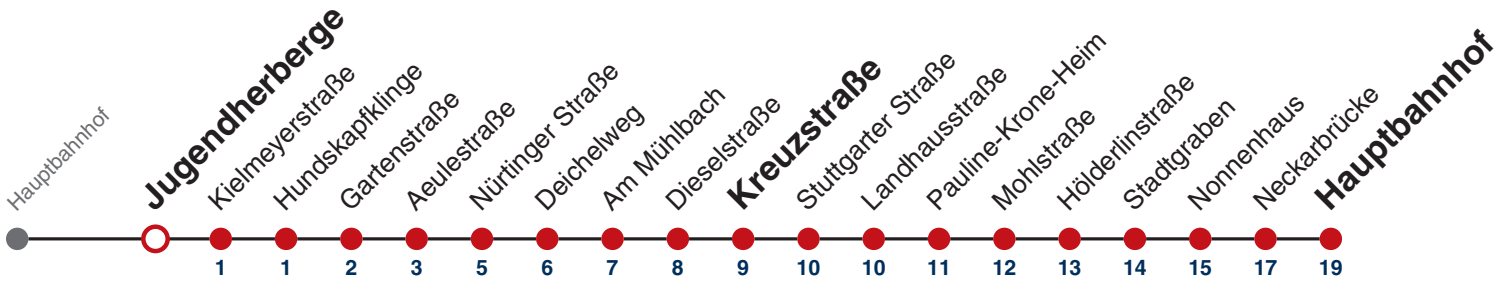 Hauptbahnhof
Jugendherberge
Kielmeyerstraße
Hundskapfklinge
Gartenstraße
Aeulestraße
Nürtinger Straße
Deichelweg
Am Mühlbach
Dieselstraße
Kreuzstraße
Stuttgarter Straße
Landhausstraße
Pauline-Krone-Heim
Mohlstraße
Hölderlinstraße
Stadtgraben
Nonnenhaus
Neckarbrücke
Hauptbahnhof
1 1 2 3 5 6 7 8 9 10 10 11 12 13 14 15 17 19